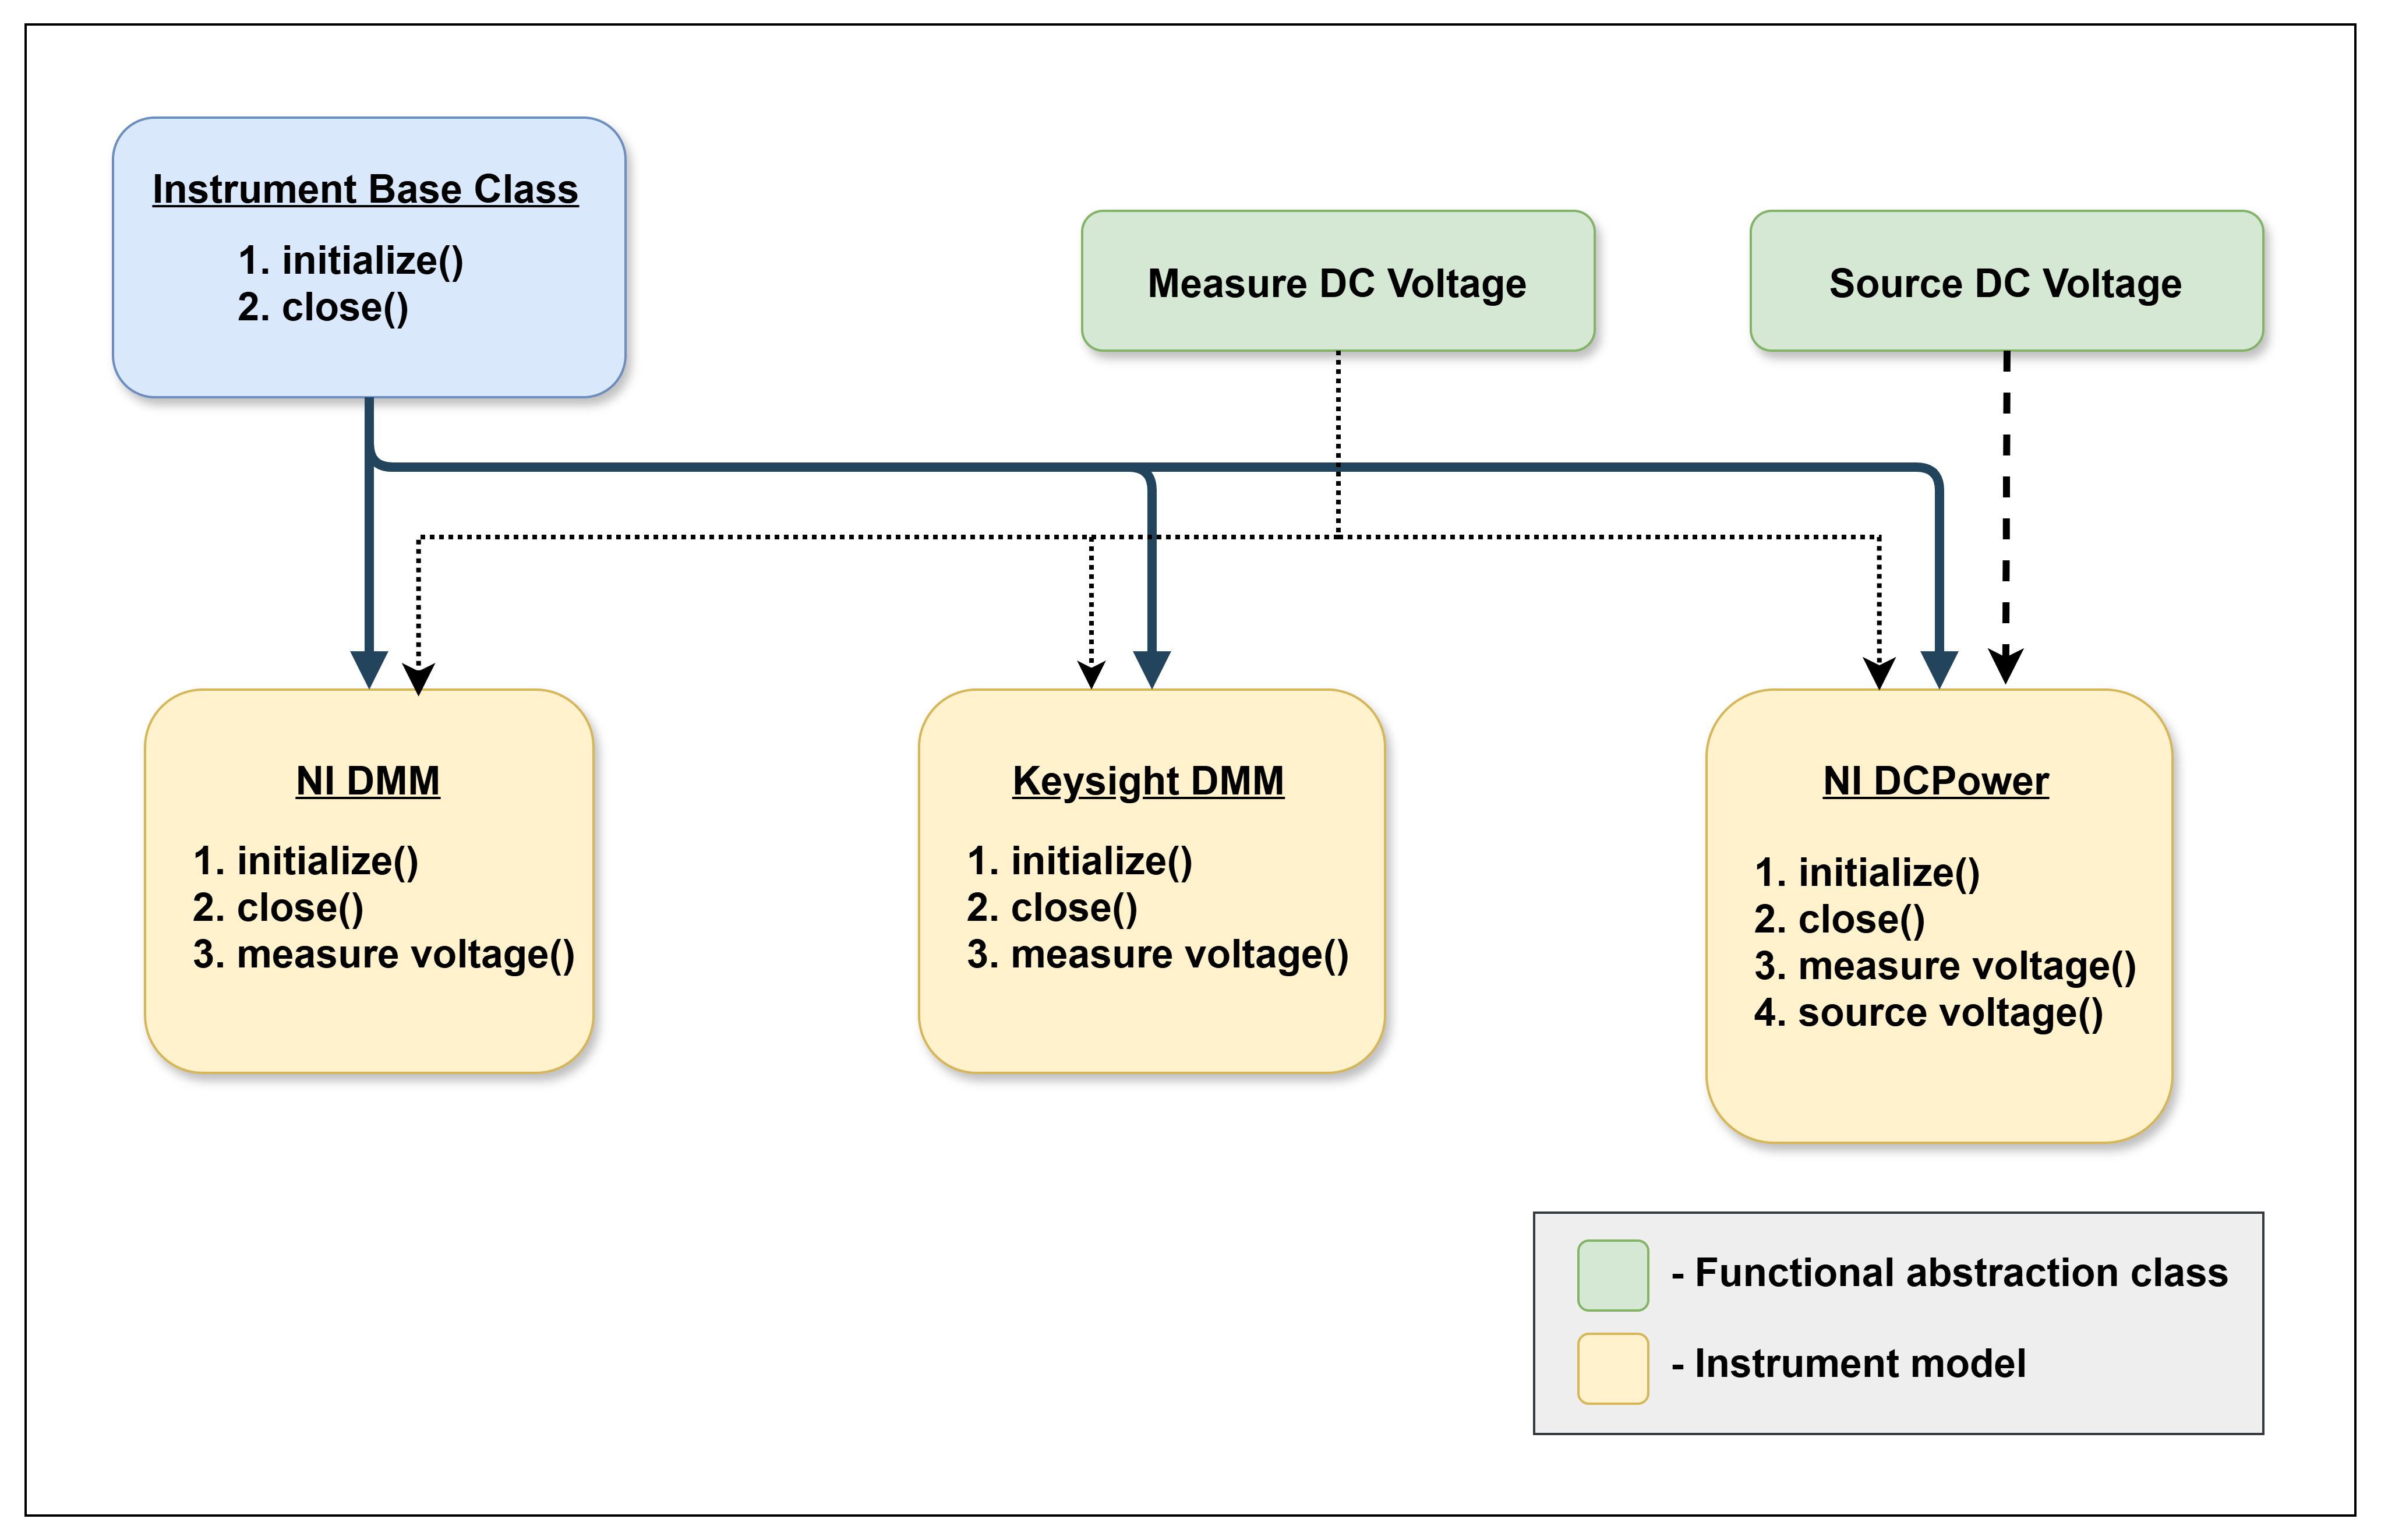 Instrument Base Class
1. initialize()
2. close()
Measure DC Voltage
Source DC Voltage
NI DMM
1. initialize()
2. close()
3. measure voltage()
Keysight DMM
1. initialize()
2. close()
3. measure voltage()
NI DCPower
1. initialize()
2. close()
3. measure voltage()
4. source voltage()
- Functional abstraction class
- Instrument model